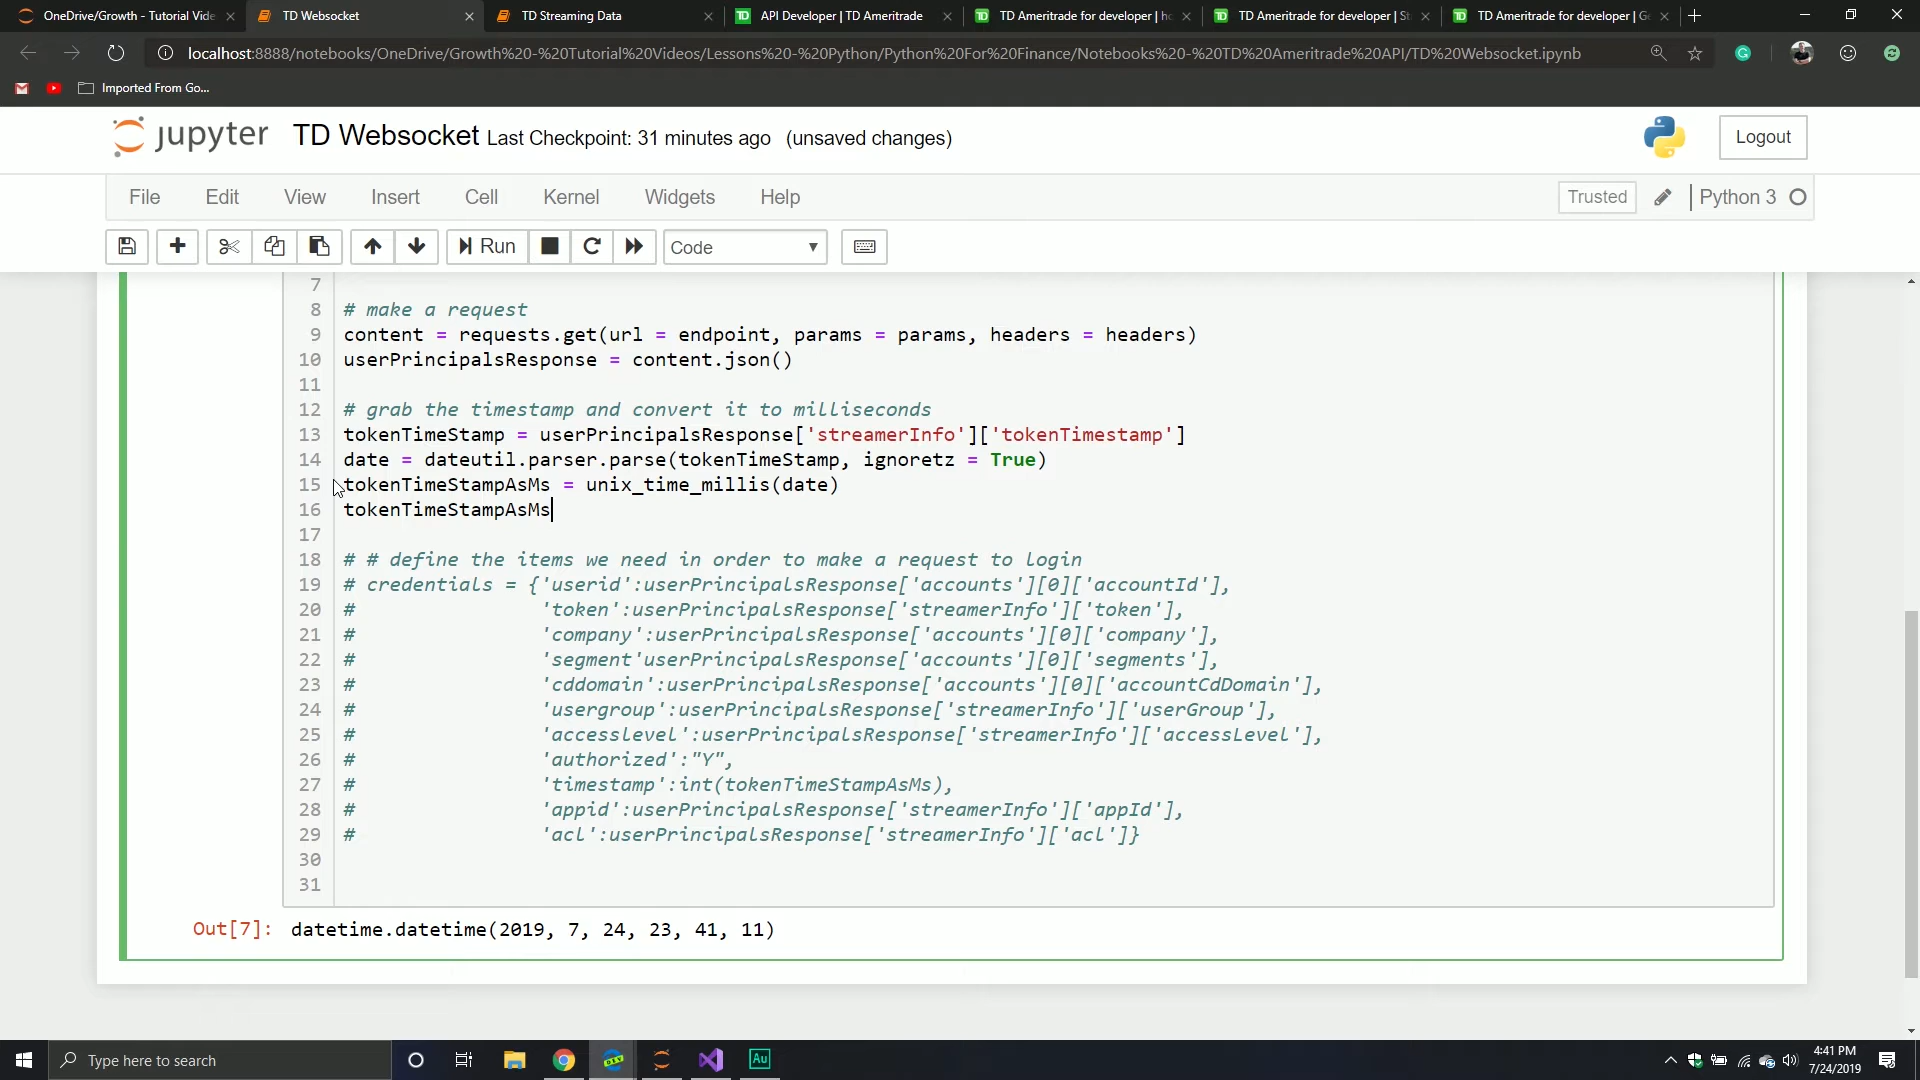 OneDrive/Growth - Tutorial Vide
TD Websocket
TD Streaming Data
API Developer | TD Ameritrade
TD Ameritrade for developer | ho
TD Ameritrade for developer | St
TD Ameritrade for developer | Ge
localhost:8888/notebooks/OneDrive/Growth%20-%20Tutorial%20Videos/Lessons%20-%20Python/Python%20For%20Finance/Notebooks%20-%20TD%20Ameritrade%20API/TD%20Websocket.ipynb
Imported From Go...
jupyter TD Websocket Last Checkpoint: 31 minutes ago (unsaved changes)
Logout
File Edit View Insert Cell Kernel Widgets Help
Trusted Python 3
Run Code
7
8 # make a request
9 content = requests.get(url = endpoint, params = params, headers = headers)
10 userPrincipalsResponse = content.json()
11
12 # grab the timestamp and convert it to milliseconds
13 tokenTimeStamp = userPrincipalsResponse['streamerInfo']['tokenTimestamp']
14 date = dateutil.parser.parse(tokenTimeStamp, ignoretz = True)
15 tokenTimeStampAsMs = unix_time_millis(date)
16 tokenTimeStampAsMs
17
18 # # define the items we need in order to make a request to login
19 # credentials = {'userid':userPrincipalsResponse['accounts'][0]['accountId'],
20 # 'token':userPrincipalsResponse['streamerInfo']['token'],
21 # 'company':userPrincipalsResponse['accounts'][0]['company'],
22 # 'segment'userPrincipalsResponse['accounts'][0]['segments'],
23 # 'cddomain':userPrincipalsResponse['accounts'][0]['accountCdDomain'],
24 # 'usergroup':userPrincipalsResponse['streamerInfo']['userGroup'],
25 # 'accesslevel':userPrincipalsResponse['streamerInfo']['accessLevel'],
26 # 'authorized':"Y",
27 # 'timestamp':int(tokenTimeStampAsMs),
28 # 'appid':userPrincipalsResponse['streamerInfo']['appId'],
29 # 'acl':userPrincipalsResponse['streamerInfo']['acl']}
30
31
Out[7]: datetime.datetime(2019, 7, 24, 23, 41, 11)
Type here to search
DEV
Au
4:41 PM
7/24/2019